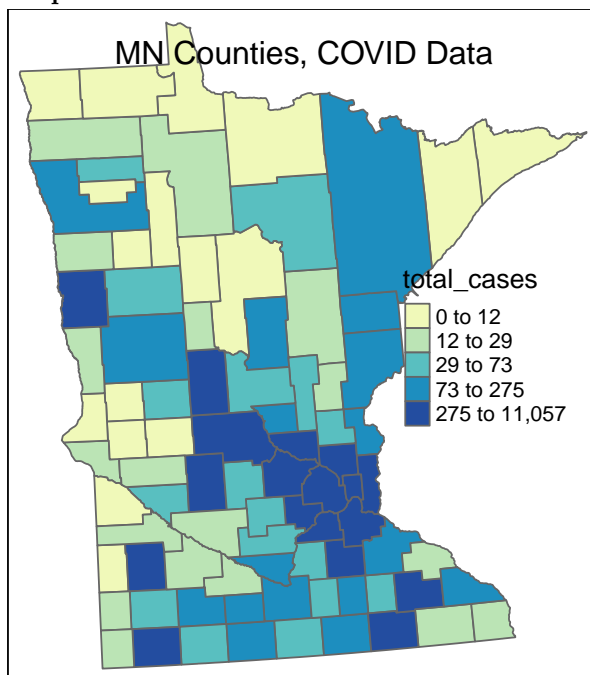 MN Counties, COVID Data
total_cases
0 to 12
12 to 29
29 to 73
73 to 275
275 to 11,057